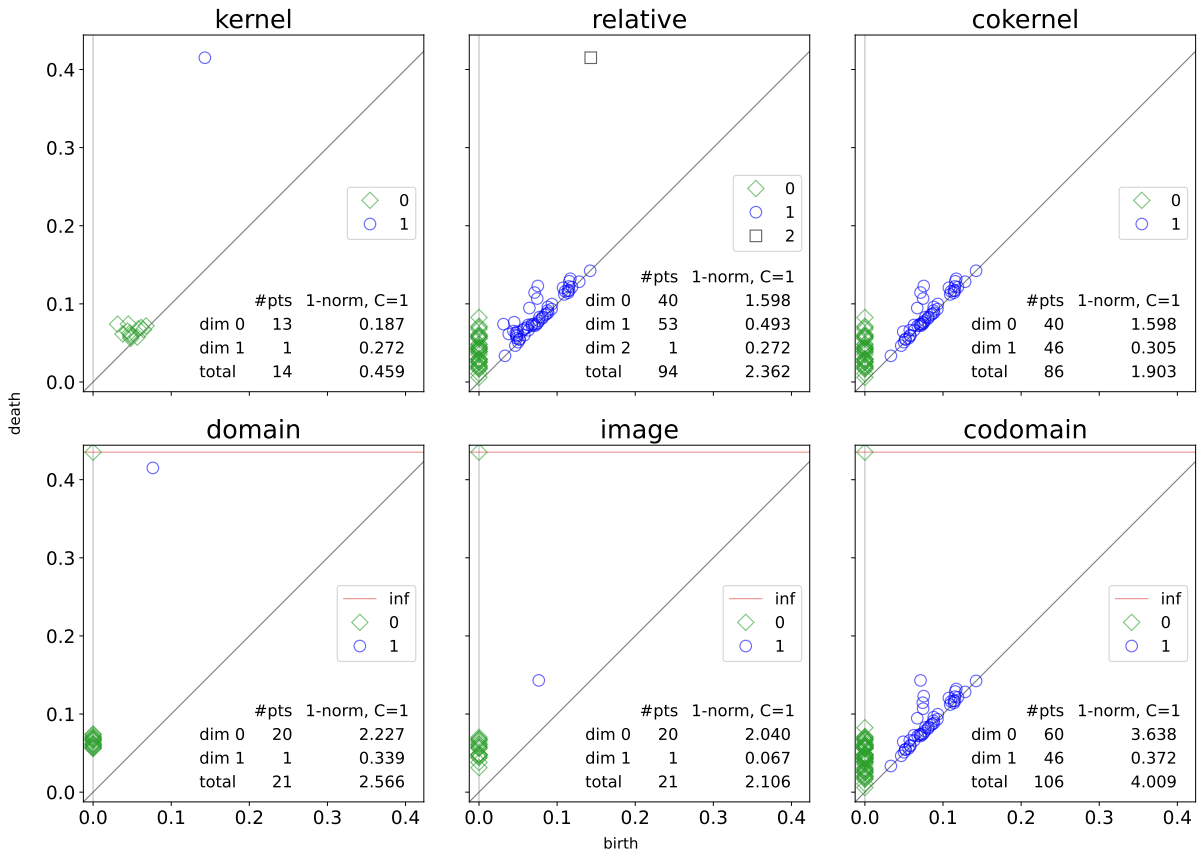 kernel
relative
cokernel
0.4
0.3
0.2
0.1
0.0
0
1
#pts 1-norm, C=1
dim 0 13 0.187
dim 1 1 0.272
total 14 0.459
0
1
2
#pts 1-norm, C=1
dim 0 40 1.598
dim 1 53 0.493
dim 2 1 0.272
total 94 2.362
0
1
#pts 1-norm, C=1
dim 0 40 1.598
dim 1 46 0.305
total 86 1.903
death
domain
image
codomain
0.4
0.3
0.2
0.1
0.0
inf
0
1
#pts 1-norm, C=1
dim 0 20 2.227
dim 1 1 0.339
total 21 2.566
0.0 0.1 0.2 0.3 0.4
inf
0
1
#pts 1-norm, C=1
dim 0 20 2.040
dim 1 1 0.067
total 21 2.106
0.0 0.1 0.2 0.3 0.4
inf
0
1
#pts 1-norm, C=1
dim 0 60 3.638
dim 1 46 0.372
total 106 4.009
0.0 0.1 0.2 0.3 0.4
birth